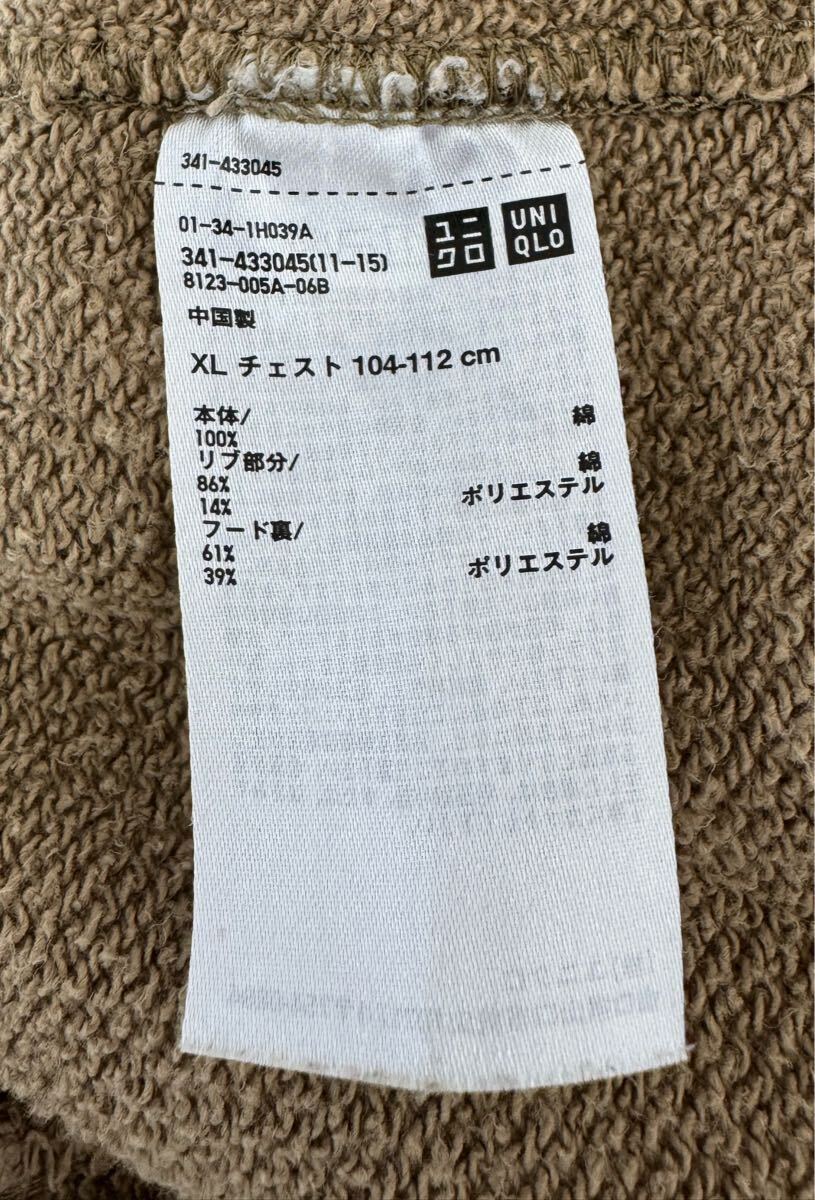 341-433045
01-34-1H039A
ユニクロ
UNIQLO
341-433045(11-15)
8123-005A-06B
中国製
XL チェスト 104-112 cm
本体/
100% 綿
リブ部分/
86% 綿
14% ポリエステル
フード裏/
61% 綿
39% ポリエステル